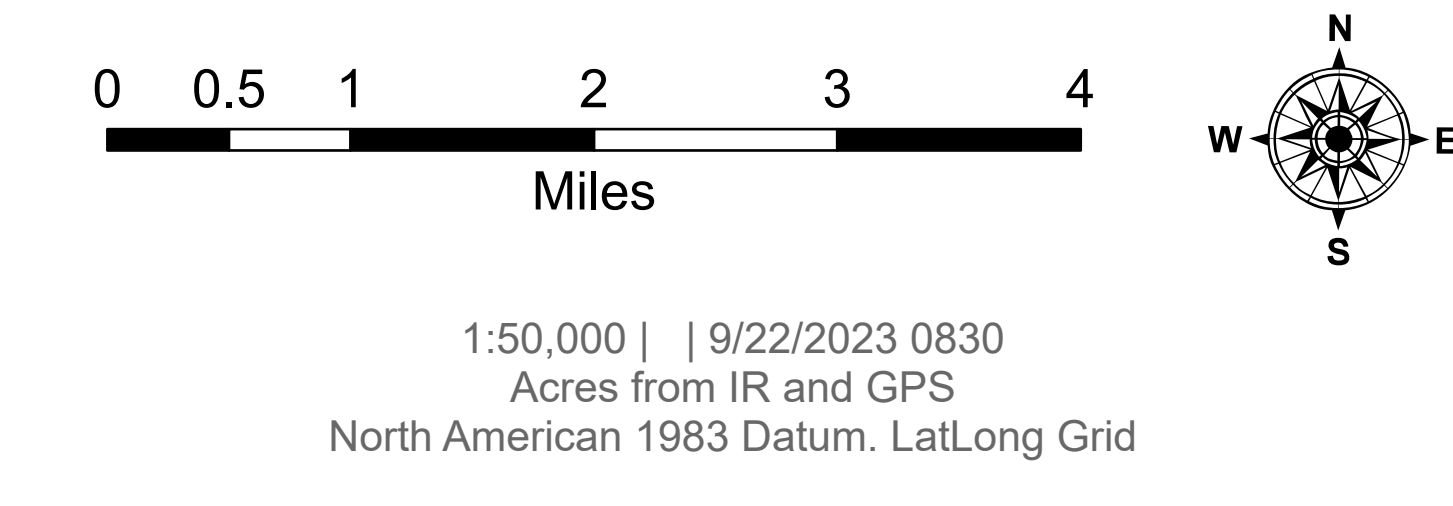 N
0 0.5 1 2 3 4
W E
Miles
S
1:50,000 | | 9/22/2023 0830
Acres from IR and GPS
North American 1983 Datum. LatLong Grid